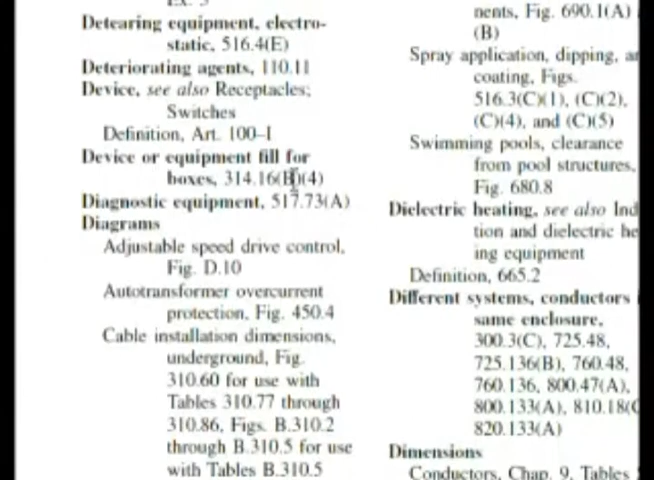 Detearing equipment, electro-
static, 516.4(E)
Deteriorating agents, 110.11
Device, see also Receptacles;
Switches
Definition, Art. 100–I
Device or equipment fill for
boxes, 314.16(B)(4)
Diagnostic equipment, 517.73(A)
Diagrams
Adjustable speed drive control,
Fig. D.10
Autotransformer overcurrent
protection, Fig. 450.4
Cable installation dimensions,
underground, Fig.
310.60 for use with
Tables 310.77 through
310.86, Figs. B.310.2
through B.310.5 for use
with Tables B.310.5
nents, Fig. 690.1(A)
(B)
Spray application, dipping,
coating, Figs.
516.3(C)(1), (C)(2),
(C)(4), and (C)(5)
Swimming pools, clearance
from pool structures,
Fig. 680.8
Dielectric heating, see also Ind
tion and dielectric he
ing equipment
Definition, 665.2
Different systems, conductors
same enclosure,
300.3(C), 725.48,
725.136(B), 760.48,
760.136, 800.47(A),
800.133(A), 810.18(C
820.133(A)
Dimensions
Conductors, Chap. 9, Tables